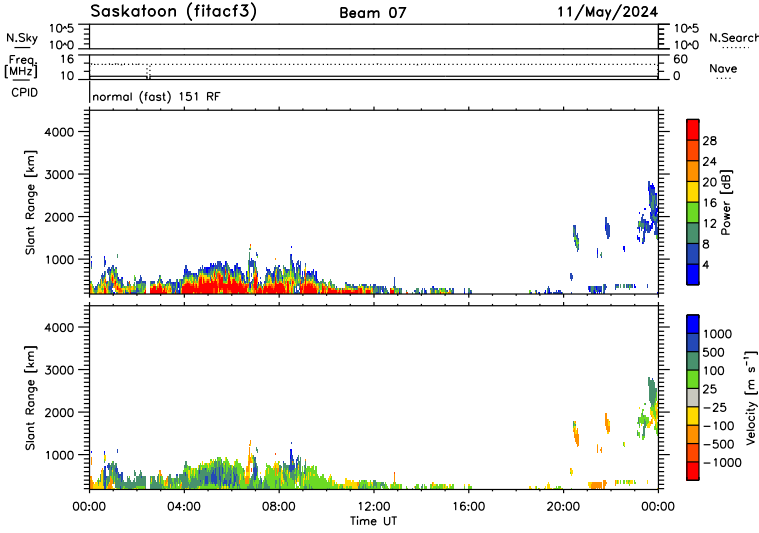 Saskatoon (fitacf3) Beam 07 11/May/2024
N.Sky 10^5 10^0 10^5 10^0 N.Search
Freq. [MHz] 16 10 60 0 Nave
CPID normal (fast) 151 RF
Slant Range [km] 4000 3000 2000 1000
28 24 20 16 12 8 4 Power [dB]
Slant Range [km] 4000 3000 2000 1000
1000 500 100 25 -25 -100 -500 -1000 Velocity [m s⁻¹]
00:00 04:00 08:00 12:00 16:00 20:00 00:00
Time UT